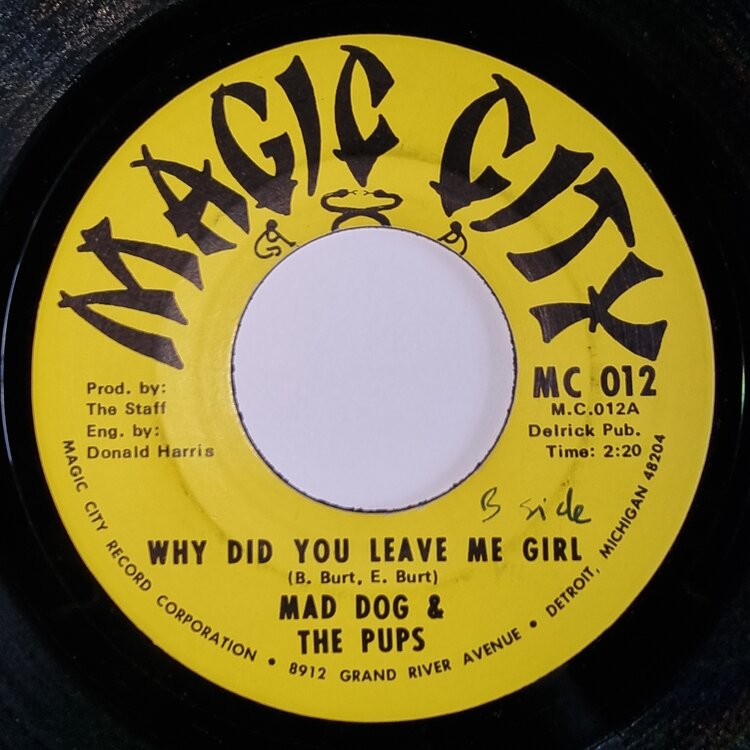 MAGIC CITY
MC 012
M.C.012A
Delrick Pub.
Time: 2:20
Prod. by:
The Staff
Eng. by:
Donald Harris
B side
WHY DID YOU LEAVE ME GIRL
(B. Burt, E. Burt)
MAD DOG &
THE PUPS
MAGIC CITY RECORD CORPORATION • 8912 GRAND RIVER AVENUE • DETROIT, MICHIGAN 48204